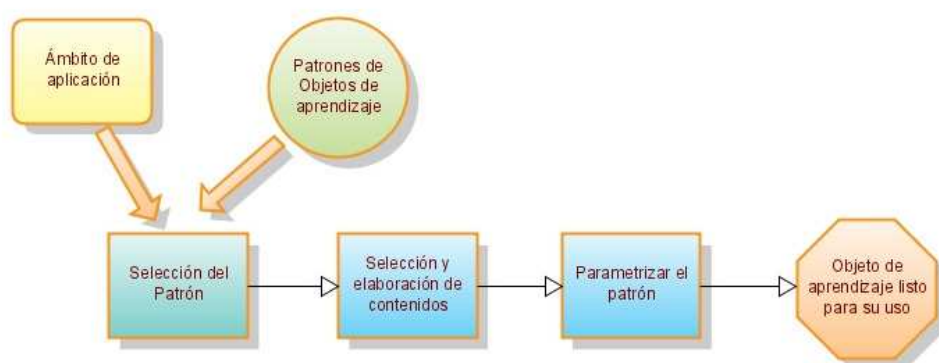 Ámbito de
aplicación
Patrones de
Objetos de
aprendizaje
Selección del
Patrón
Selección y
elaboración de
contenidos
Parametrizar el
patrón
Objeto de
aprendizaje listo
para su uso